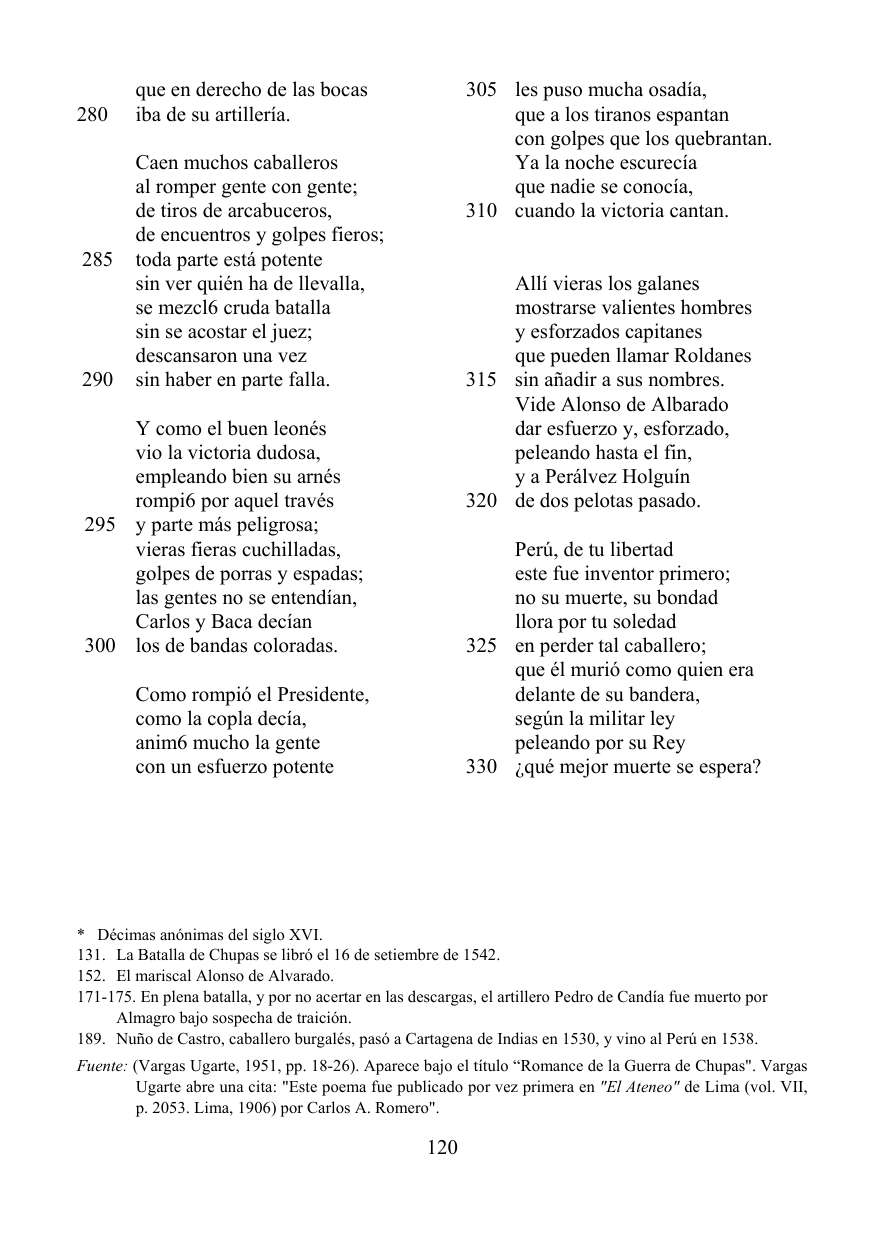 que en derecho de las bocas
280 iba de su artillería.
Caen muchos caballeros
al romper gente con gente;
de tiros de arcabuceros,
de encuentros y golpes fieros;
285 toda parte está potente
sin ver quién ha de llevalla,
se mezcl6 cruda batalla
sin se acostar el juez;
descansaron una vez
290 sin haber en parte falla.
Y como el buen leonés
vio la victoria dudosa,
empleando bien su arnés
rompi6 por aquel través
295 y parte más peligrosa;
vieras fieras cuchilladas,
golpes de porras y espadas;
las gentes no se entendían,
Carlos y Baca decían
300 los de bandas coloradas.
Como rompió el Presidente,
como la copla decía,
anim6 mucho la gente
con un esfuerzo potente
305 les puso mucha osadía,
que a los tiranos espantan
con golpes que los quebrantan.
Ya la noche escurecía
que nadie se conocía,
310 cuando la victoria cantan.
Allí vieras los galanes
mostrarse valientes hombres
y esforzados capitanes
que pueden llamar Roldanes
315 sin añadir a sus nombres.
Vide Alonso de Albarado
dar esfuerzo y, esforzado,
peleando hasta el fin,
y a Perálvez Holguín
320 de dos pelotas pasado.
Perú, de tu libertad
este fue inventor primero;
no su muerte, su bondad
llora por tu soledad
325 en perder tal caballero;
que él murió como quien era
delante de su bandera,
según la militar ley
peleando por su Rey
330 ¿qué mejor muerte se espera?
* Décimas anónimas del siglo XVI.
131. La Batalla de Chupas se libró el 16 de setiembre de 1542.
152. El mariscal Alonso de Alvarado.
171-175. En plena batalla, y por no acertar en las descargas, el artillero Pedro de Candía fue muerto por
Almagro bajo sospecha de traición.
189. Nuño de Castro, caballero burgalés, pasó a Cartagena de Indias en 1530, y vino al Perú en 1538.
Fuente: (Vargas Ugarte, 1951, pp. 18-26). Aparece bajo el título “Romance de la Guerra de Chupas". Vargas
Ugarte abre una cita: "Este poema fue publicado por vez primera en "El Ateneo" de Lima (vol. VII,
p. 2053. Lima, 1906) por Carlos A. Romero".
120